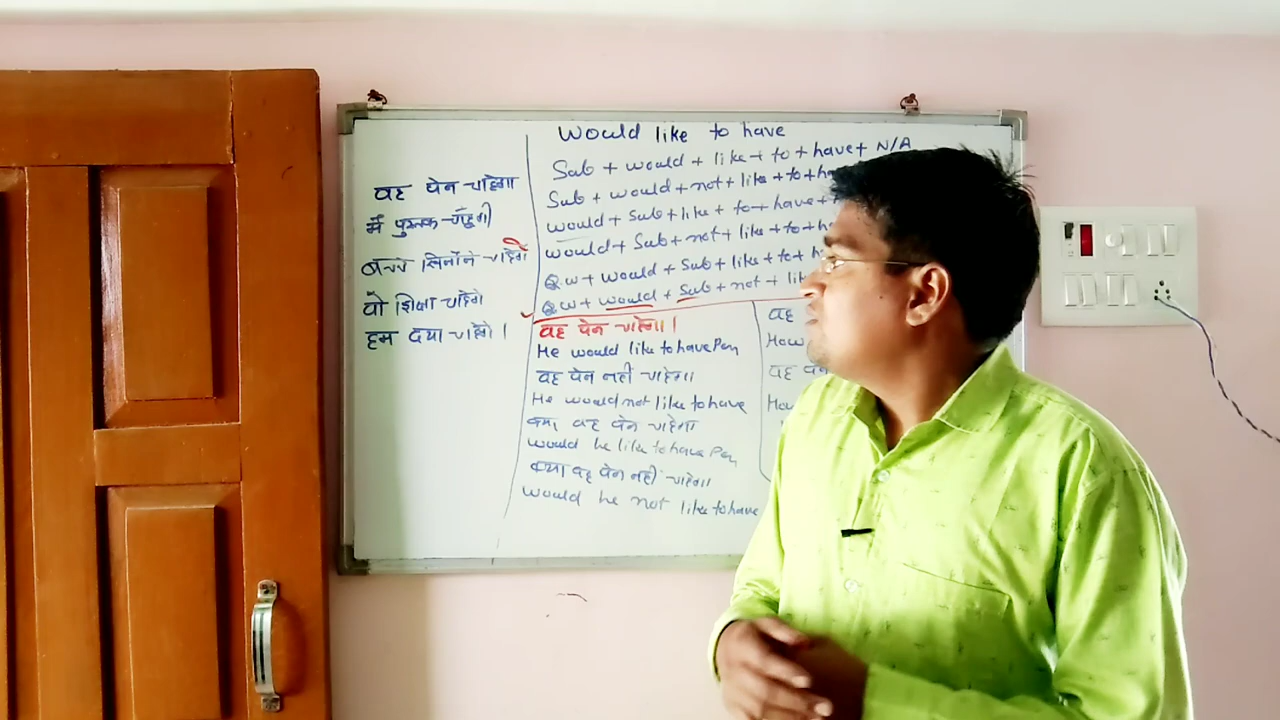 वह पेन चाहेगा
मैं पुस्तक चाहूंगी
बच्चे खिलौने चाहेंगे
वो शिक्षा चाहेंगे
हम दया चाहेंगे ।
Would like to have
Sub + would + like + to + have + N/A
Sub + would + not + like + to +
would + Sub + like + to + have +
would + Sub + not + like + to +
Q.w + would + Sub + like + to +
Q.w + would + Sub + not +
वह पेन चाहेगा।
He would like to have Pen
वह पेन नहीं चाहेगा
He would not like to have
क्या वह पेन चाहेगा
would he like to have Pen
क्या वह पेन नहीं चाहेगा
would he not like to have
वह
How
वह पेन